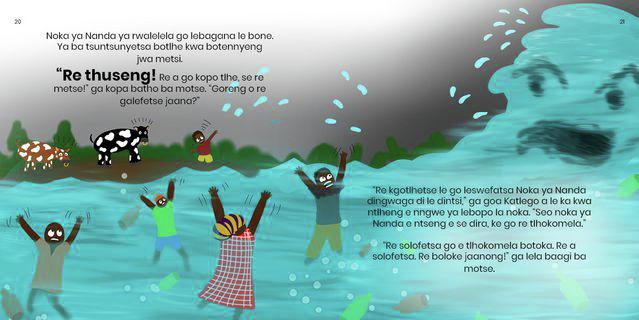 20
Noka ya Nanda ya rwalelela go lebagana le bone.
Ya ba tsuntsunyetsa botlhe kwa botennyeng
jwa metsi.
“Re thuseng! Re a go kopo tlhe, se re
metse!” ga kopa batho ba motse. “Goreng o re
galefetse jaana?”
21
“Re kgotlhetse le go leswefatsa Noka ya Nanda
dingwaga di le dintsi,” ga goa Katlego a le ka kwa
ntlheng e nngwe ya lebopo la noka. “Seo noka ya
Nanda e ntseng e se dira, ke go re tlhokomela.”
“Re solofetsa go e tlhokomela botoka. Re a
solofetsa. Re boloke jaanong!” ga lela baagi ba
motse.